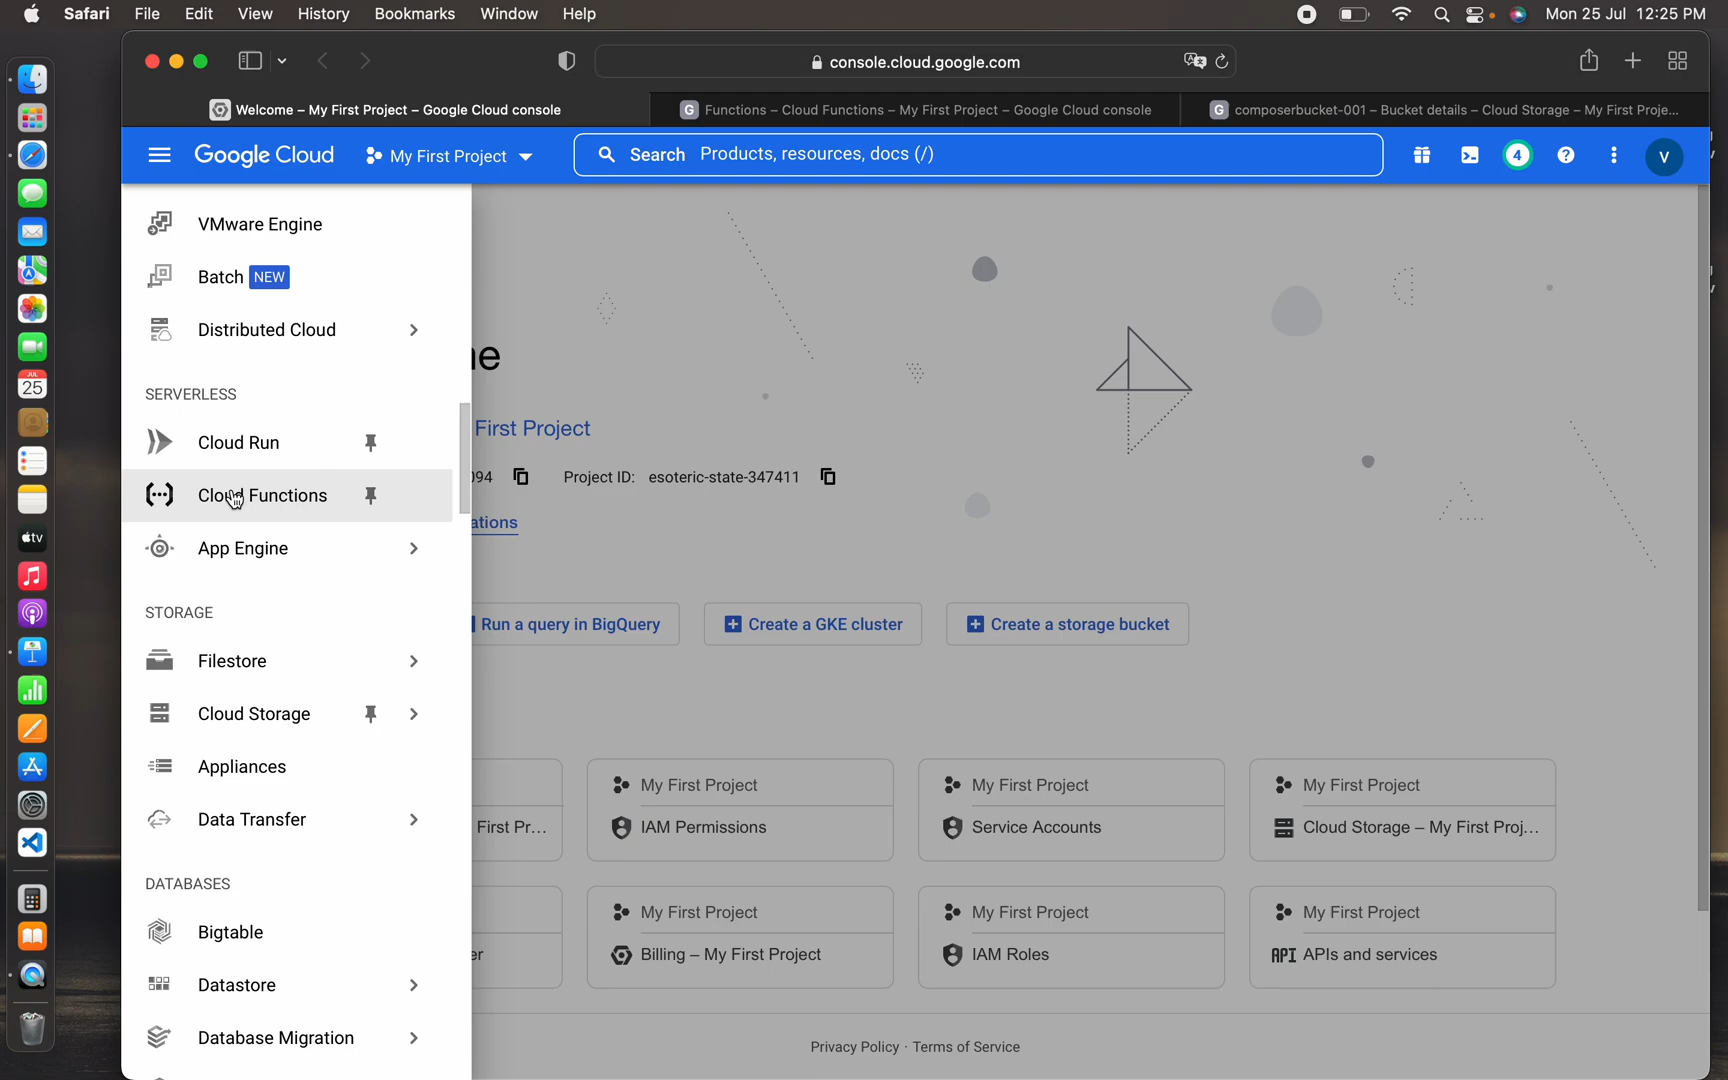 Safari File Edit View History Bookmarks Window Help Mon 25 Jul 12:25 PM
console.cloud.google.com
Welcome – My First Project – Google Cloud console
Functions – Cloud Functions – My First Project – Google Cloud console
composerbucket-001 – Bucket details – Cloud Storage – My First Proje...
Google Cloud My First Project Search Products, resources, docs (/) 4 V
VMware Engine
Batch NEW
Distributed Cloud
SERVERLESS
Cloud Run
Cloud Functions
App Engine
STORAGE
Filestore
Cloud Storage
Appliances
Data Transfer
DATABASES
Bigtable
Datastore
Database Migration
First Project
094 Project ID: esoteric-state-347411
ations
Run a query in BigQuery Create a GKE cluster Create a storage bucket
My First Project My First Project My First Project
First Pr... IAM Permissions Service Accounts Cloud Storage – My First Proj...
My First Project My First Project My First Project
er Billing – My First Project IAM Roles API APIs and services
Privacy Policy · Terms of Service
JUL
25
tv